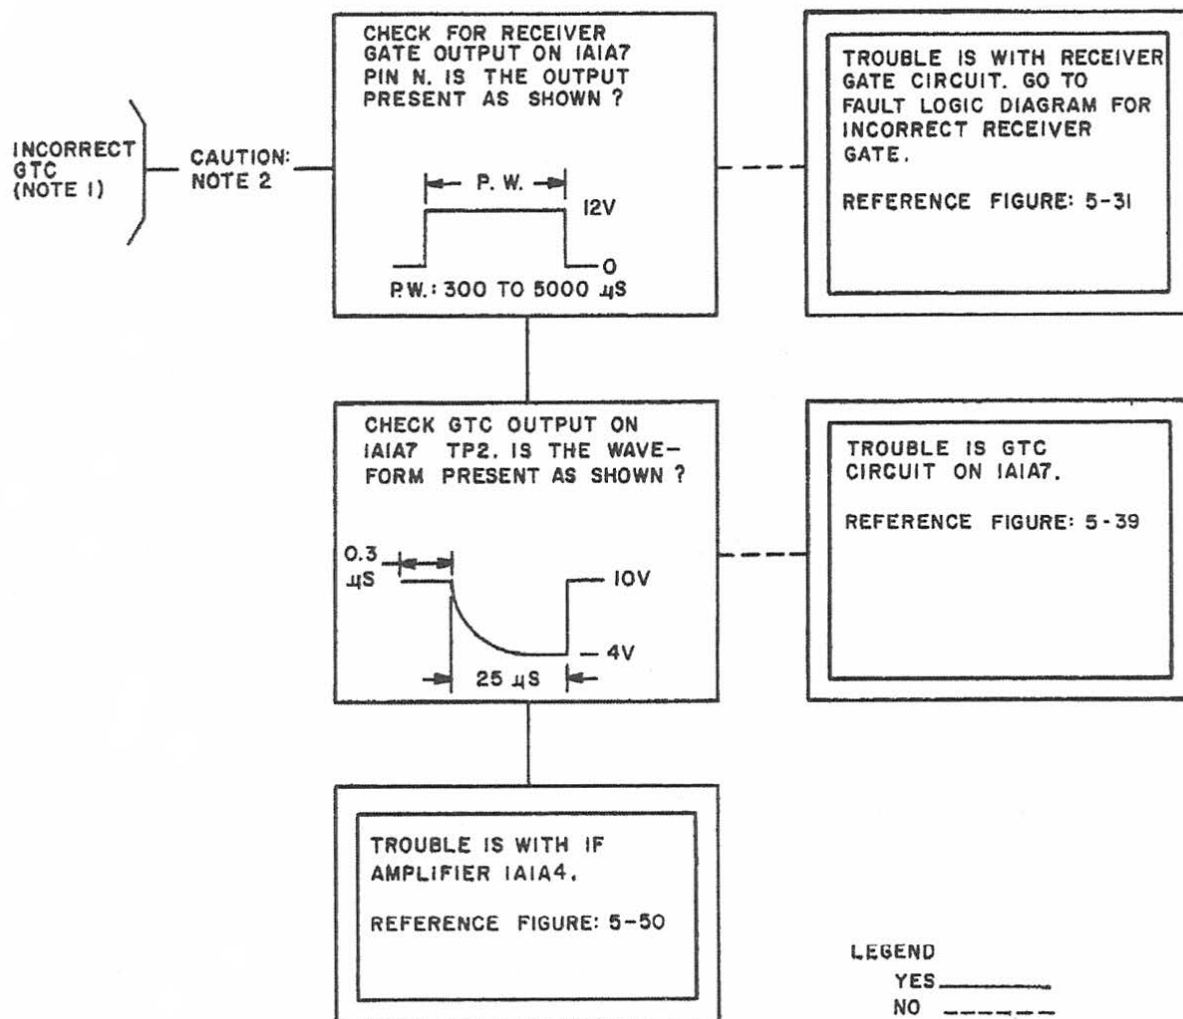 INCORRECT
GTC
(NOTE 1)
CAUTION:
NOTE 2
CHECK FOR RECEIVER
GATE OUTPUT ON 1A1A7
PIN N. IS THE OUTPUT
PRESENT AS SHOWN ?
P. W.
12V
0
P.W.: 300 TO 5000 µS
TROUBLE IS WITH RECEIVER
GATE CIRCUIT. GO TO
FAULT LOGIC DIAGRAM FOR
INCORRECT RECEIVER
GATE.
REFERENCE FIGURE: 5-31
CHECK GTC OUTPUT ON
1A1A7 TP2. IS THE WAVE-
FORM PRESENT AS SHOWN ?
0.3
µS
10V
4V
25 µS
TROUBLE IS GTC
CIRCUIT ON 1A1A7.
REFERENCE FIGURE: 5-39
TROUBLE IS WITH IF
AMPLIFIER 1A1A4.
REFERENCE FIGURE: 5-50
LEGEND
YES
NO